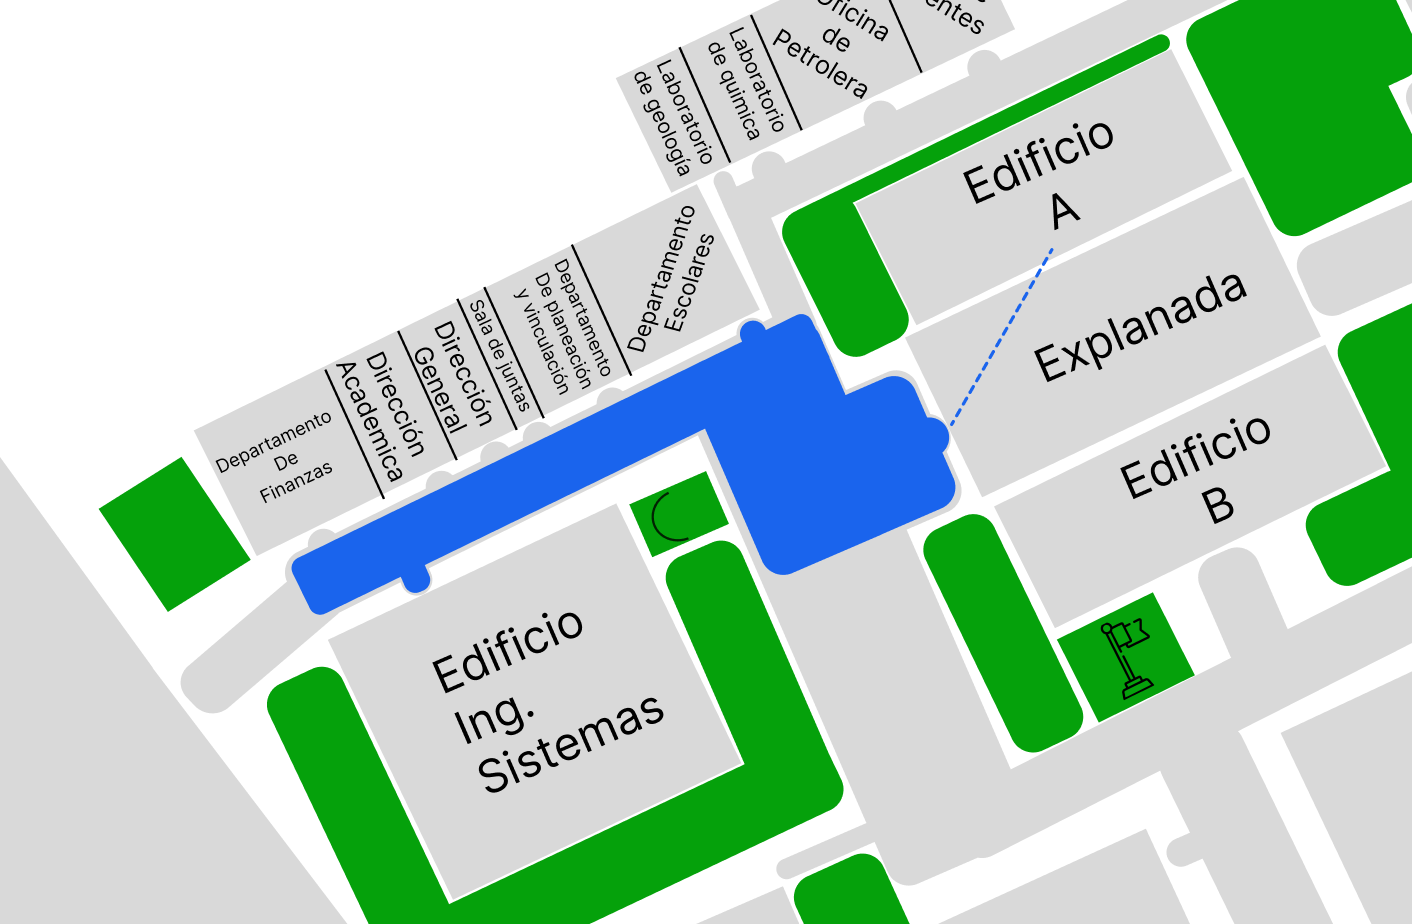 Laboratorio
de geología
Laboratorio
de quimica
Oficina
de
Petrolera
Departamento
Escolares
Departamento
De planeación
y vinculación
Sala de juntas
Dirección
General
Dirección
Academica
Departamento
De
Finanzas
Edificio
A
Explanada
Edificio
B
Edificio
Ing.
Sistemas